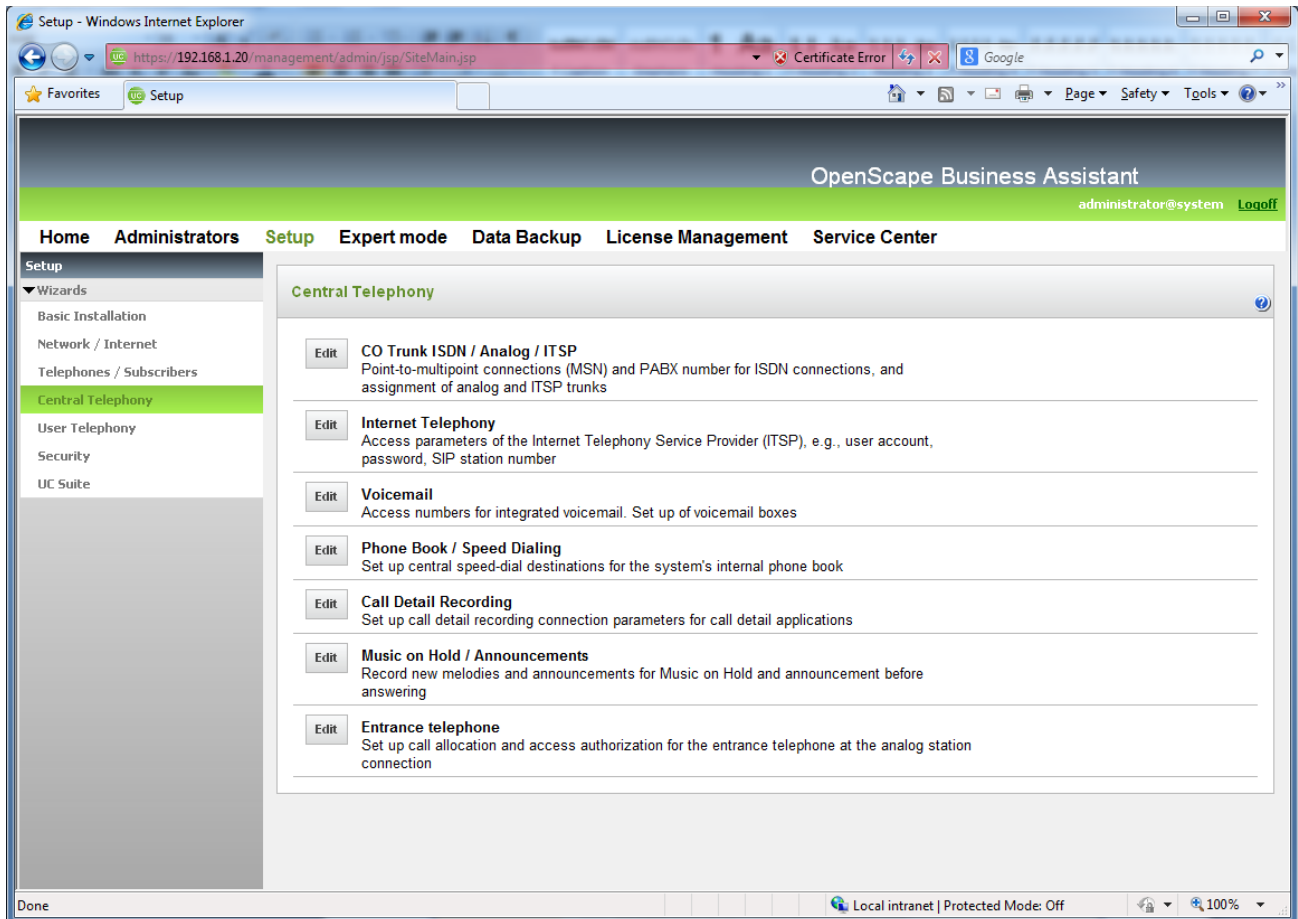 Setup - Windows Internet Explorer
https://192.168.1.20/management/admin/jsp/SiteMain.jsp
Certificate Error
Google
Favorites
Setup
Page
Safety
Tools
OpenScape Business Assistant
administrator@system Logoff
Home Administrators Setup Expert mode Data Backup License Management Service Center
Setup
Wizards
Basic Installation
Network / Internet
Telephones / Subscribers
Central Telephony
User Telephony
Security
UC Suite
Central Telephony
Edit
CO Trunk ISDN / Analog / ITSP
Point-to-multipoint connections (MSN) and PABX number for ISDN connections, and
assignment of analog and ITSP trunks
Edit
Internet Telephony
Access parameters of the Internet Telephony Service Provider (ITSP), e.g., user account,
password, SIP station number
Edit
Voicemail
Access numbers for integrated voicemail. Set up of voicemail boxes
Edit
Phone Book / Speed Dialing
Set up central speed-dial destinations for the system's internal phone book
Edit
Call Detail Recording
Set up call detail recording connection parameters for call detail applications
Edit
Music on Hold / Announcements
Record new melodies and announcements for Music on Hold and announcement before
answering
Edit
Entrance telephone
Set up call allocation and access authorization for the entrance telephone at the analog station
connection
Done
Local intranet | Protected Mode: Off
100%